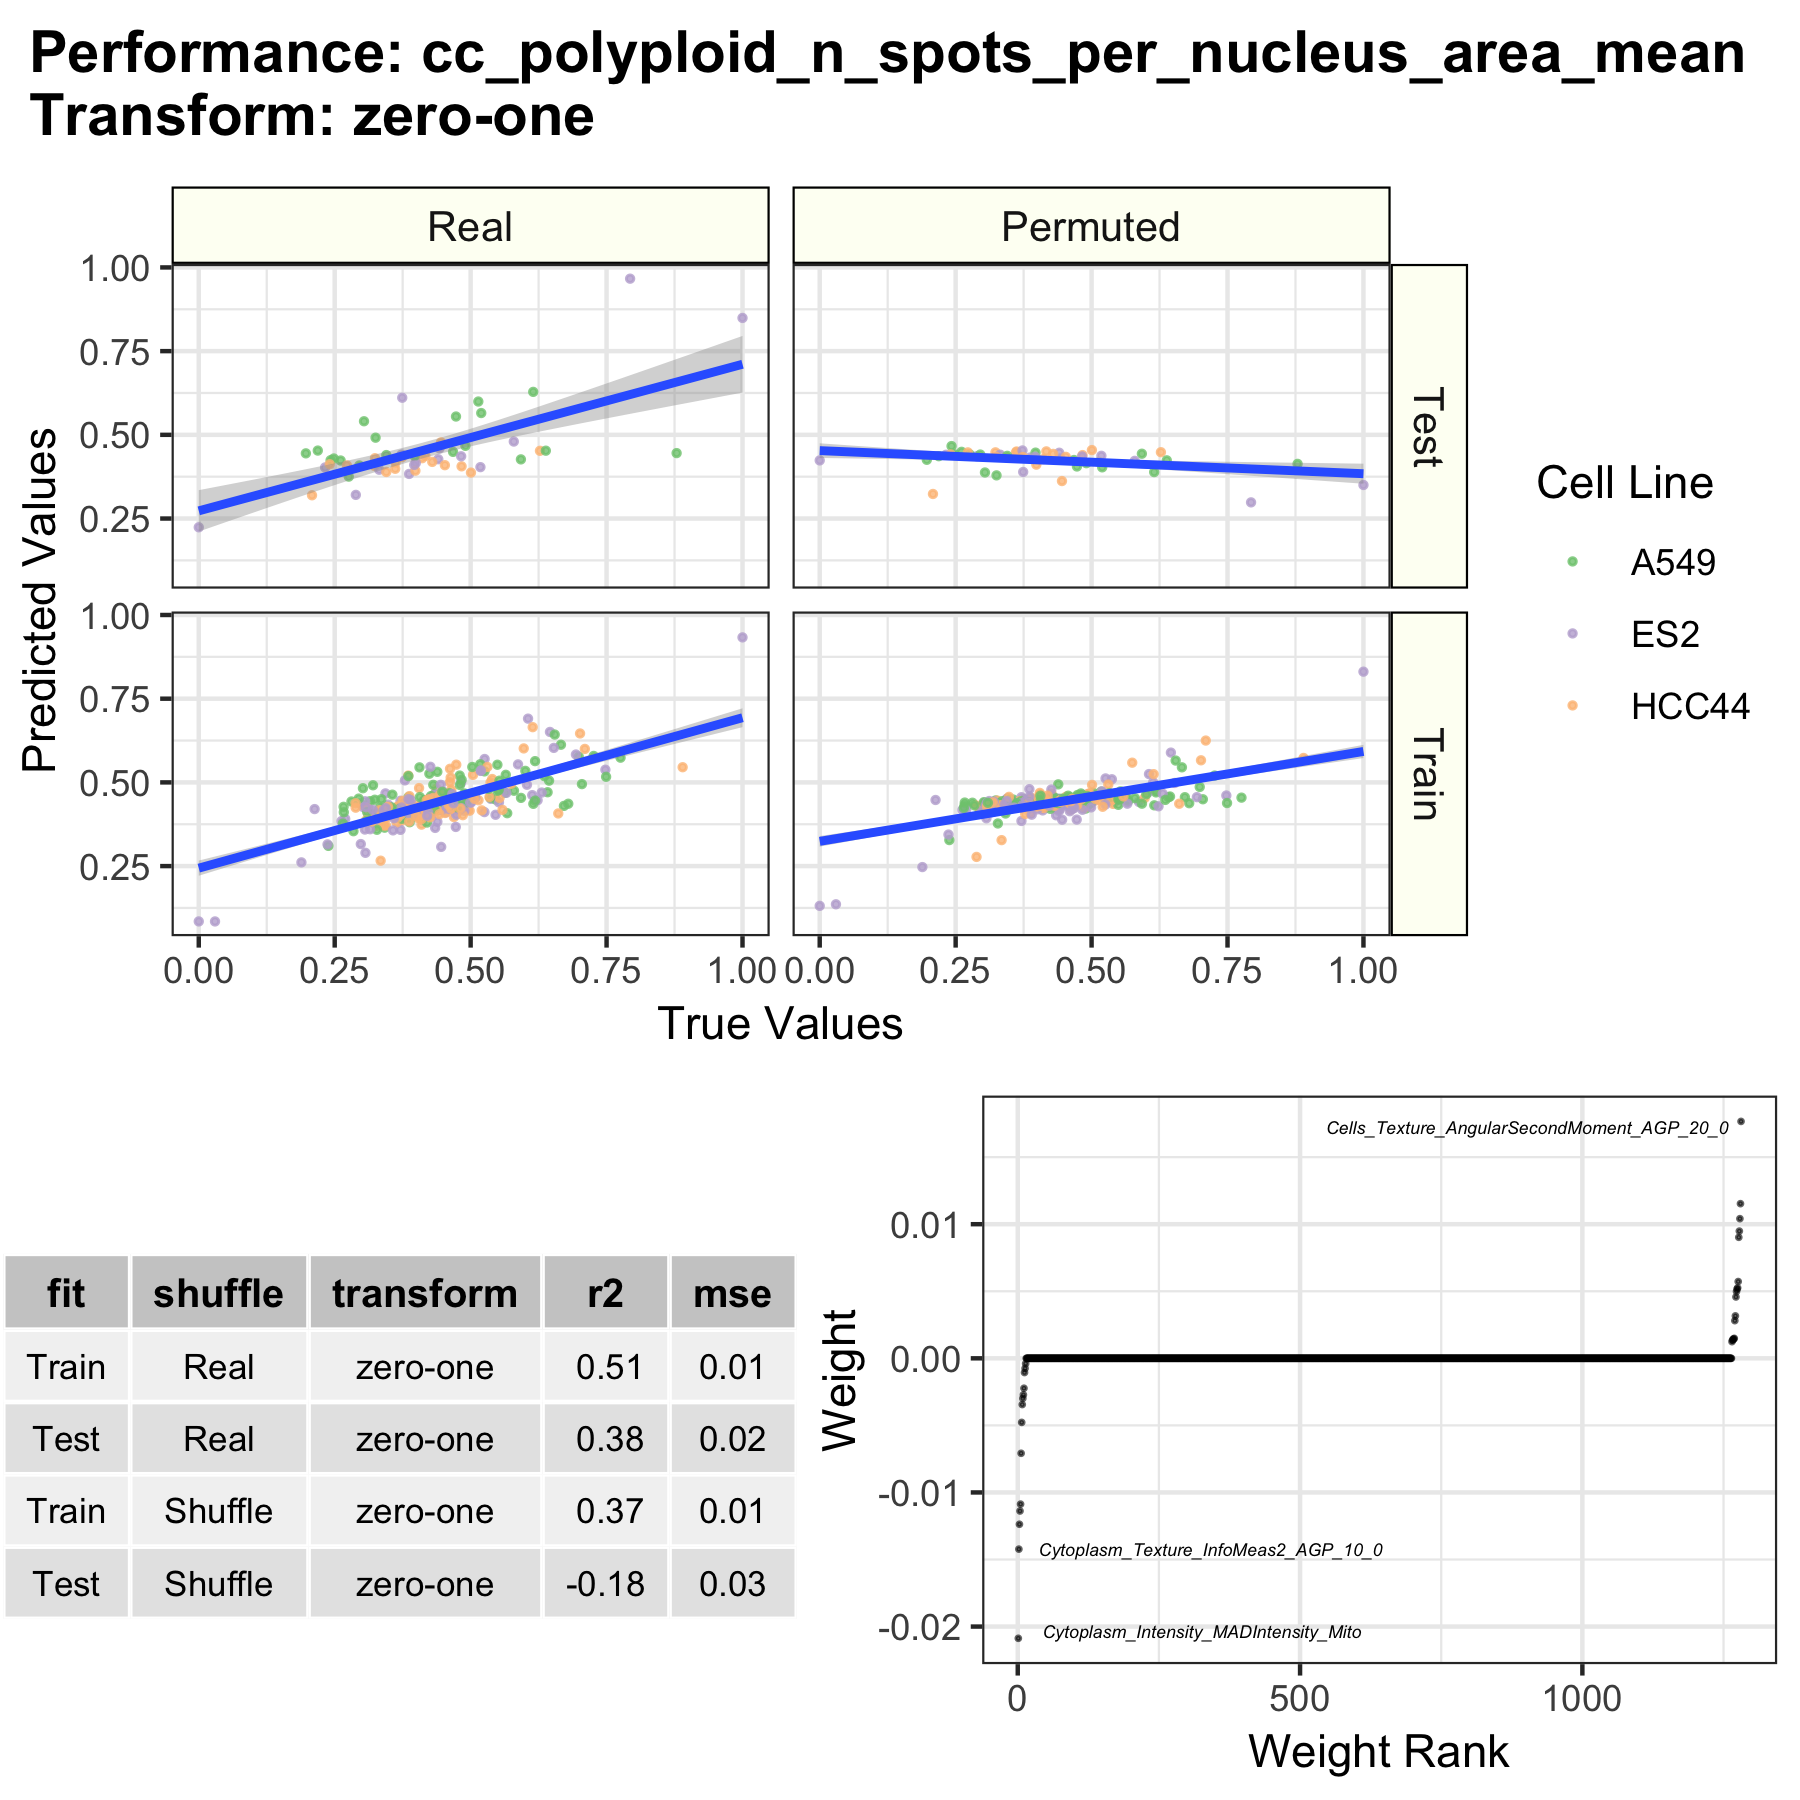 Performance: cc_polyploid_n_spots_per_nucleus_area_mean
Transform: zero-one
Real
Permuted
1.00
0.75
0.50
0.25
Test
1.00
0.75
0.50
0.25
Train
Predicted Values
0.00 0.25 0.50 0.75 1.00
0.00 0.25 0.50 0.75 1.00
True Values
Cell Line
A549
ES2
HCC44
fit shuffle transform r2 mse
Train Real zero-one 0.51 0.01
Test Real zero-one 0.38 0.02
Train Shuffle zero-one 0.37 0.01
Test Shuffle zero-one -0.18 0.03
Cells_Texture_AngularSecondMoment_AGP_20_0
Cytoplasm_Texture_InfoMeas2_AGP_10_0
Cytoplasm_Intensity_MADIntensity_Mito
0.01
0.00
-0.01
-0.02
Weight
0 500 1000
Weight Rank